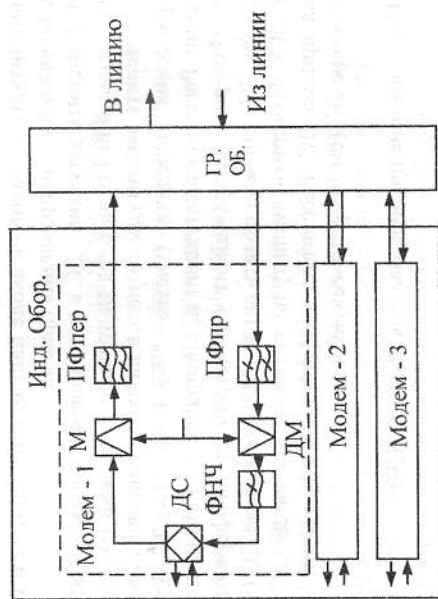 Инд. Обор.
Модем - 1
М
ПФпер
ДС
ФНЧ
ДМ
ПФпр
ГР.
ОБ.
В линию
Из линии
Модем - 2
Модем - 3